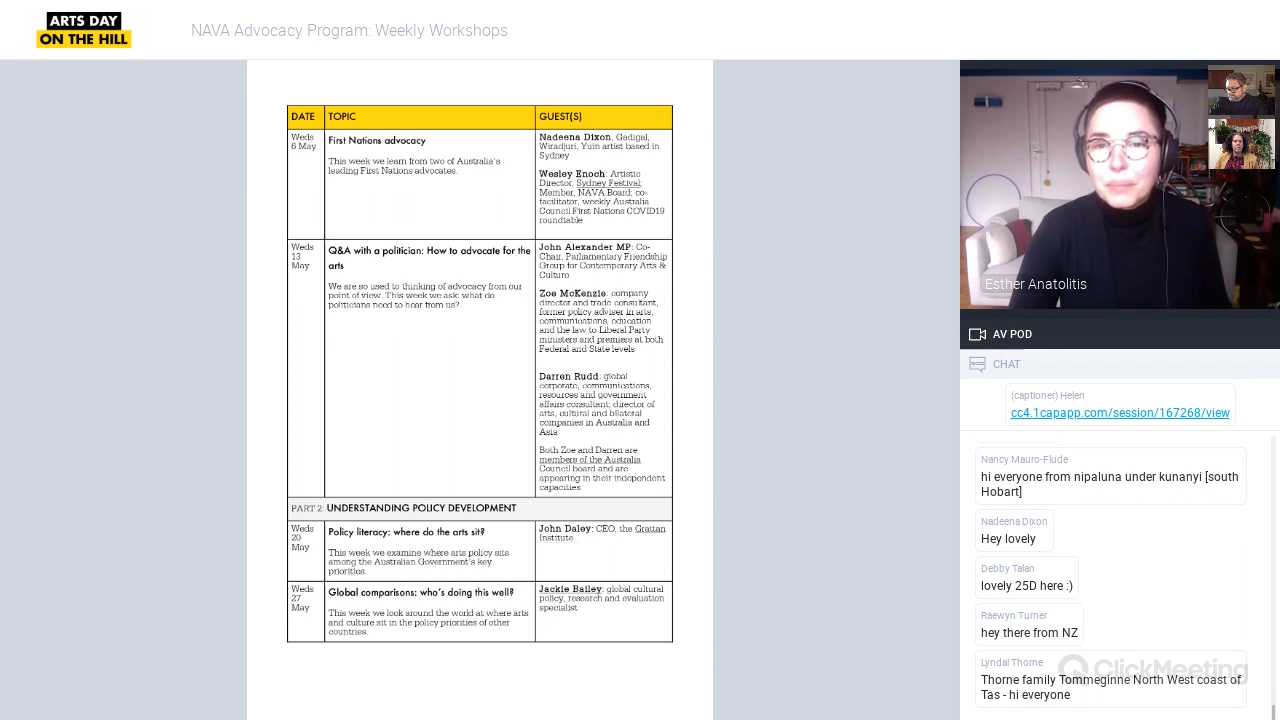 ARTS DAY
ON THE HILL
NAVA Advocacy Program: Weekly Workshops
DATE TOPIC GUEST(S)
Weds
6 May
First Nations advocacy
This week we learn from two of Australia's
leading First Nations advocates.
Nadeena Dixon, Gadigal,
Wiradjuri, Yuin artist based in
Sydney
Wesley Enoch: Artistic
Director, Sydney Festival;
Member, NAVA Board; co-
facilitator, weekly Australia
Council First Nations COVID19
roundtable
Weds
13
May
Q&A with a politician: How to advocate for the
arts
We are so used to thinking of advocacy from our
point of view. This week we ask: what do
politicians need to hear from us?
John Alexander MP: Co-
Chair, Parliamentary Friendship
Group for Contemporary Arts &
Culture
Zoe McKenzie: company
director and trade consultant,
former policy adviser in arts,
communications, education
and the law to Liberal Party
ministers and premiers at both
Federal and State levels
Darren Rudd: global
corporate, communications,
resources and government
affairs consultant; director of
arts, cultural and bilateral
companies in Australia and
Asia
Both Zoe and Darren are
members of the Australia
Council board and are
appearing in their independent
capacities
PART 2: UNDERSTANDING POLICY DEVELOPMENT
Weds
20
May
Policy literacy: where do the arts sit?
This week we examine where arts policy sits
among the Australian Government's key
priorities.
John Daley: CEO, the Grattan
Institute
Weds
27
May
Global comparisons: who's doing this well?
This week we look around the world at where arts
and culture sit in the policy priorities of other
countries.
Jackie Bailey: global cultural
policy, research and evaluation
specialist
Esther Anatolitis
AV POD
CHAT
(captioner) Helen
cc4.1capapp.com/session/167268/view
Nancy Mauro-Flude
hi everyone from nipaluna under kunanyi [south
Hobart]
Nadeena Dixon
Hey lovely
Debby Talan
lovely 25D here :)
Raewyn Turner
hey there from NZ
Lyndal Thorne
ClickMeeting
Thorne family Tommeginne North West coast of
Tas - hi everyone